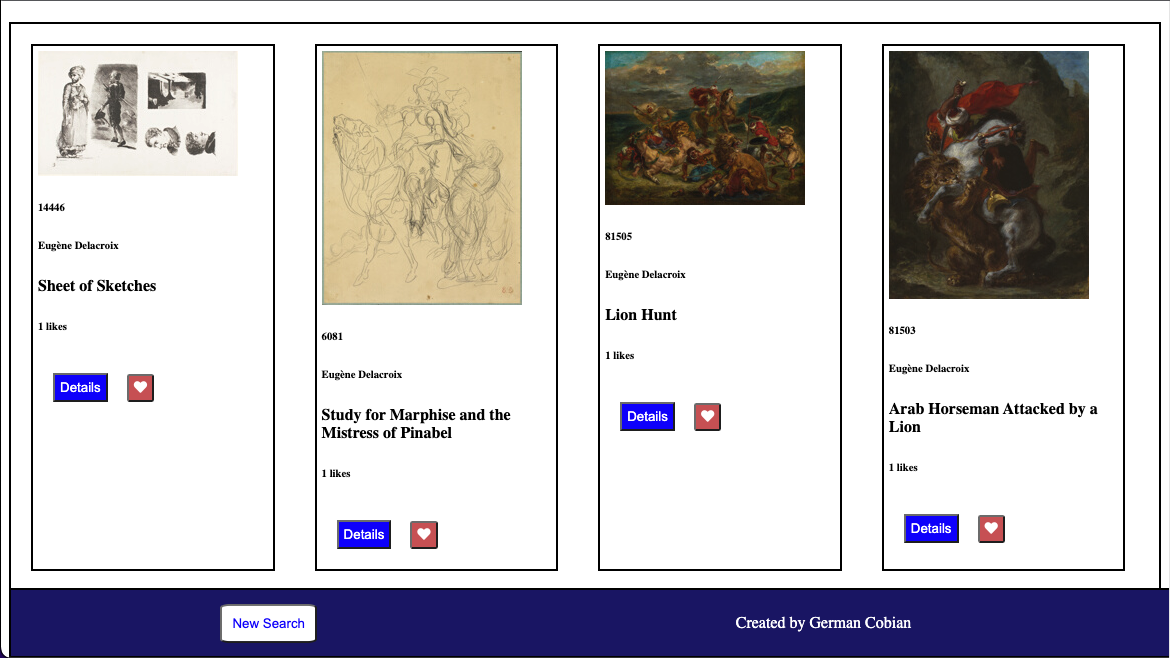 14446
Eugène Delacroix
Sheet of Sketches
1 likes
Details
6081
Eugène Delacroix
Study for Marphise and the
Mistress of Pinabel
1 likes
Details
81505
Eugène Delacroix
Lion Hunt
1 likes
Details
81503
Eugène Delacroix
Arab Horseman Attacked by a
Lion
1 likes
Details
New Search
Created by German Cobian